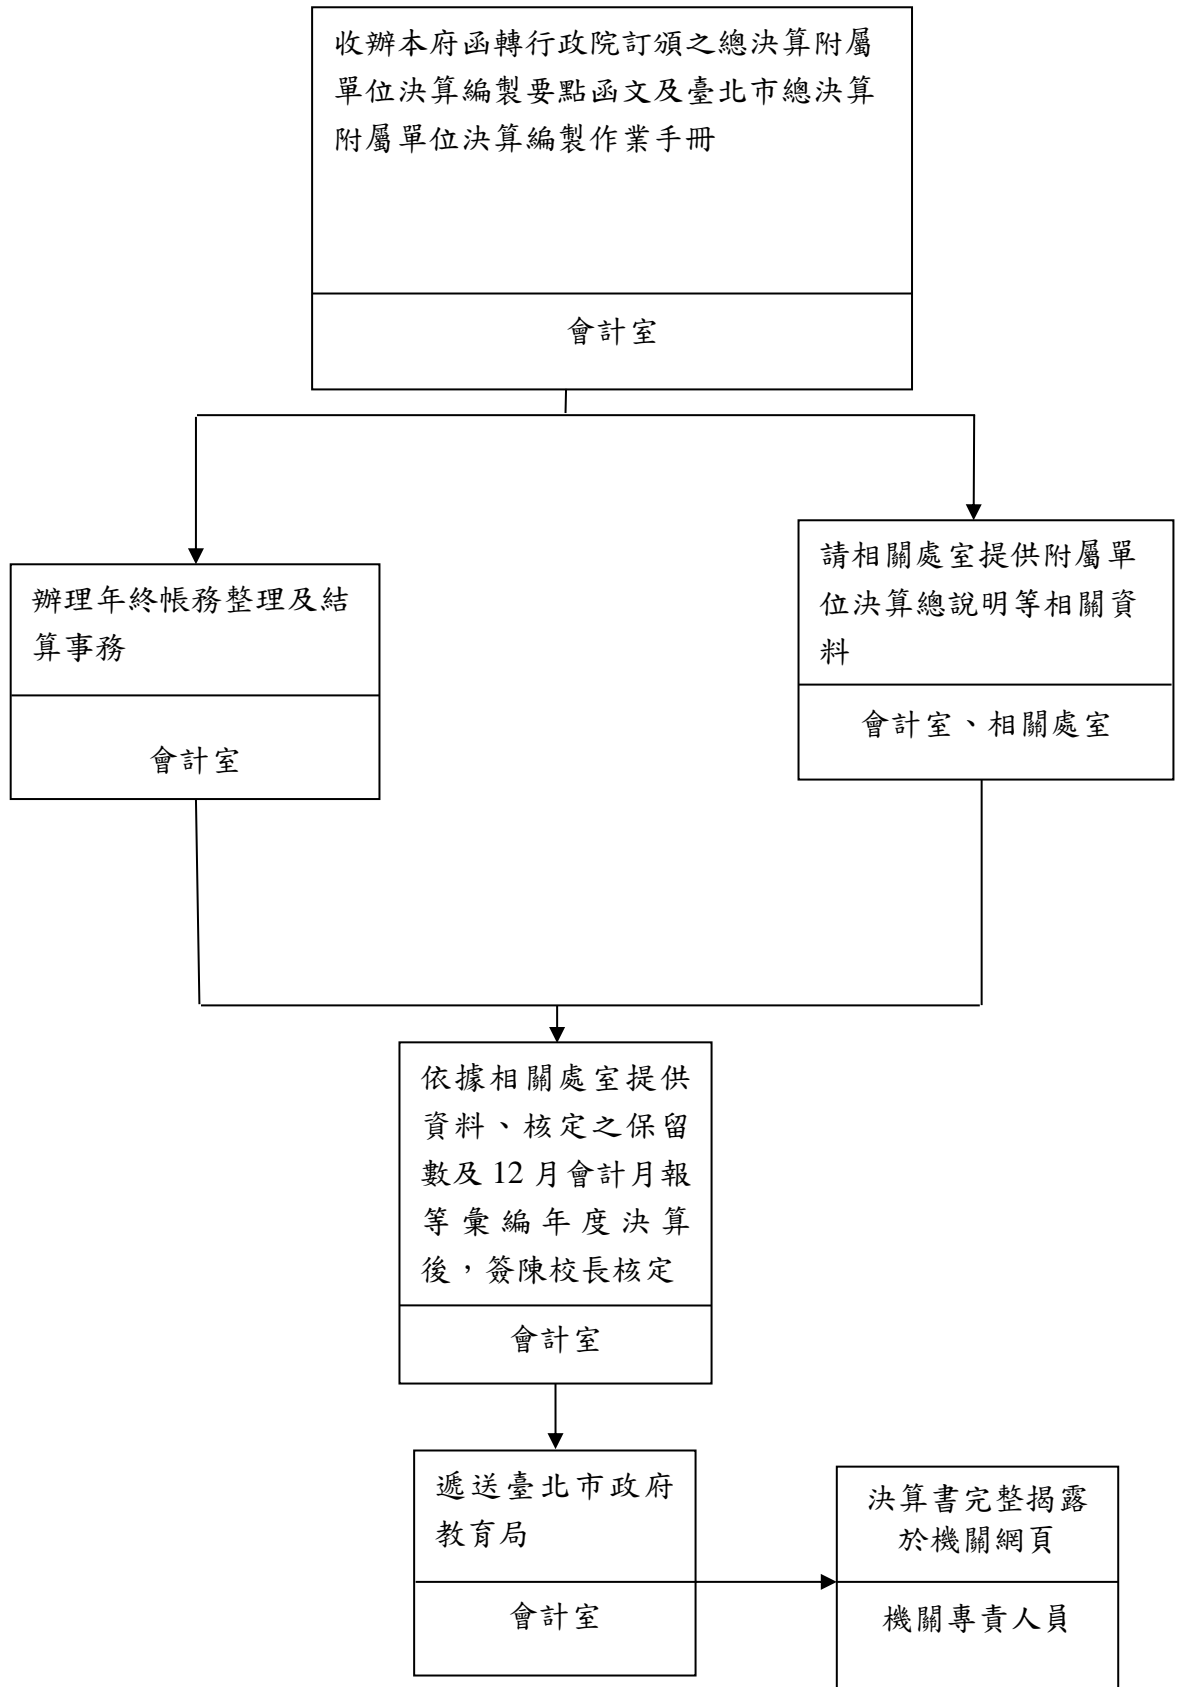 收辦本府函轉行政院訂頒之總決算附屬
單位決算編製要點函文及臺北市總決算
附屬單位決算編製作業手冊
會計室
辦理年終帳務整理及結
算事務
會計室
請相關處室提供附屬單
位決算總說明等相關資
料
會計室、相關處室
依據相關處室提供
資料、核定之保留
數及 12 月會計月報
等彙編年度決算
後，簽陳校長核定
會計室
遞送臺北市政府
教育局
會計室
決算書完整揭露
於機關網頁
機關專責人員